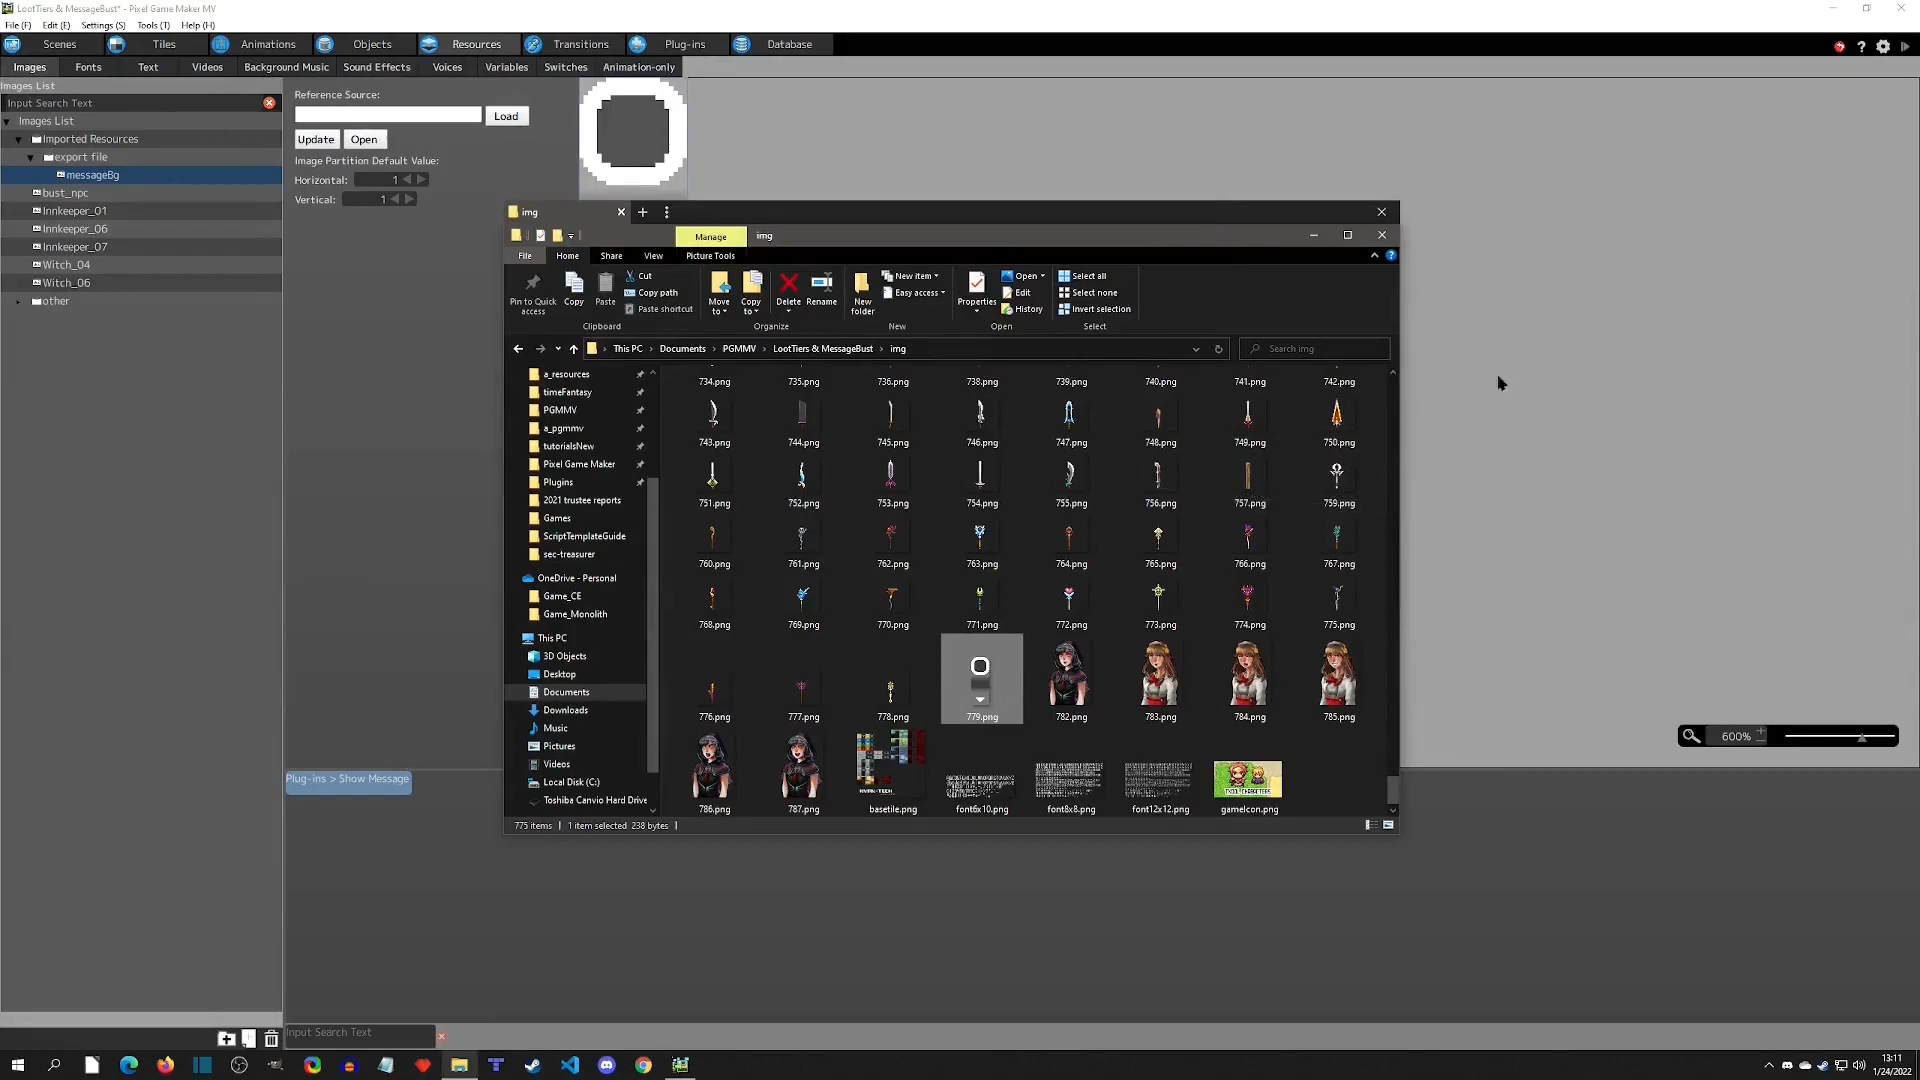 LootTiers & MessageBust* - Pixel Game Maker MV
File (F) Edit (E) Settings (S) Tools (T) Help (H)
Scenes Tiles Animations Objects Resources Transitions Plug-ins Database
Images Fonts Text Videos Background Music Sound Effects Voices Variables Switches Animation-only
Images List
Input Search Text
Images List
Imported Resources
export file
messageBg
bust_npc
Innkeeper_01
Innkeeper_06
Innkeeper_07
Witch_04
Witch_06
other
Reference Source:
Load
Update Open
Image Partition Default Value:
Horizontal: 1
Vertical: 1
img
Manage img
File Home Share View Picture Tools
Pin to Quick access
Copy
Paste
Cut
Copy path
Paste shortcut
Clipboard
Move to
Copy to
Delete
Rename
Organize
New folder
New item
Easy access
New
Properties
Open
Edit
History
Open
Select all
Select none
Invert selection
Select
This PC > Documents > PGMMV > LootTiers & MessageBust > img
Search img
a_resources
timeFantasy
PGMMV
a_pgmmv
tutorialsNew
Pixel Game Maker
Plugins
2021 trustee reports
Games
ScriptTemplateGuide
sec-treasurer
OneDrive - Personal
Game_CE
Game_Monolith
This PC
3D Objects
Desktop
Documents
Downloads
Music
Pictures
Videos
Local Disk (C:)
Toshiba Canvio Hard Drive
734.png 735.png 736.png 738.png 739.png 740.png 741.png 742.png
743.png 744.png 745.png 746.png 747.png 748.png 749.png 750.png
751.png 752.png 753.png 754.png 755.png 756.png 757.png 759.png
760.png 761.png 762.png 763.png 764.png 765.png 766.png 767.png
768.png 769.png 770.png 771.png 772.png 773.png 774.png 775.png
776.png 777.png 778.png 779.png 782.png 783.png 784.png 785.png
786.png 787.png basetile.png font6x10.png font8x8.png font12x12.png gameIcon.png
775 items 1 item selected 238 bytes
600%
Plug-ins > Show Message
Input Search Text
13:11
1/24/2022